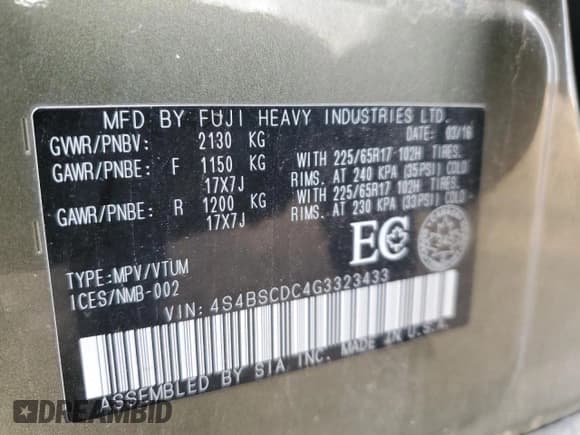 MFD BY FUJI HEAVY INDUSTRIES LTD.
GVWR/PNBV: 2130 KG DATE: 03/16
GAWR/PNBE: F 1150 KG WITH 225/65R17 102H TIRES.
17X7J RIMS. AT 240 KPA (35PSI) COLD
GAWR/PNBE: R 1200 KG WITH 225/65R17 102H TIRES.
17X7J RIMS. AT 230 KPA (33PSI) COLD
EC
TYPE:MPV/VTUM
ICES/NMB-002
VIN: 4S4BSCDC4G3323433
ASSEMBLED BY SIA INC. MADE IN U.S.A.
DREAMBID